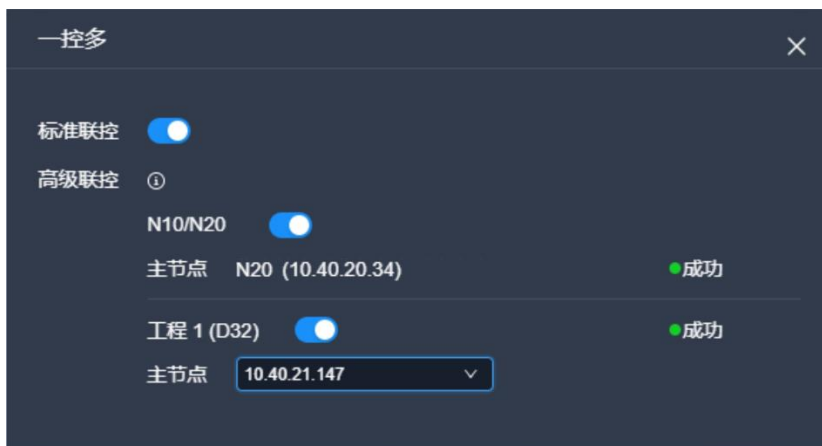 一控多
标准联控
高级联控
N10/N20
主节点 N20 (10.40.20.34) 成功
工程 1 (D32) 成功
主节点 10.40.21.147